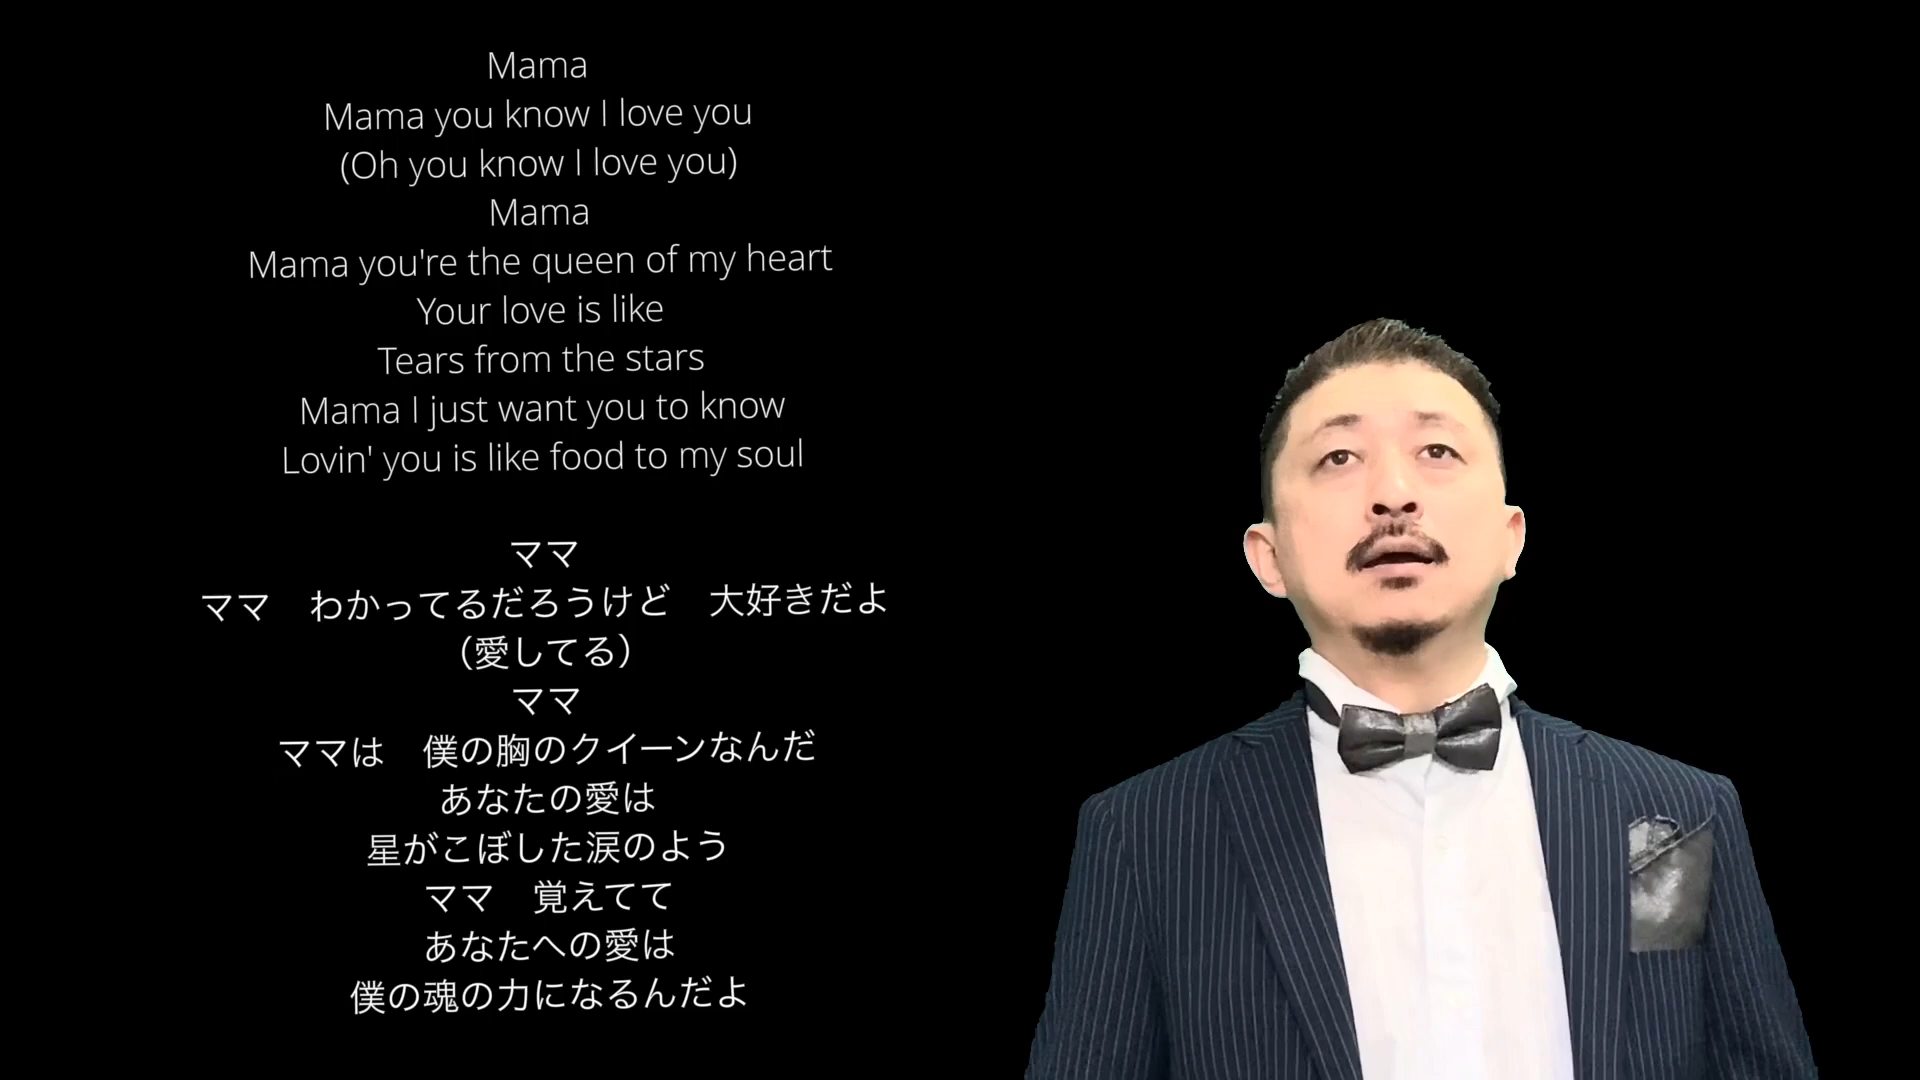 Mama
Mama you know I love you
(Oh you know I love you)
Mama
Mama you're the queen of my heart
Your love is like
Tears from the stars
Mama I just want you to know
Lovin' you is like food to my soul
ママ
ママ　わかってるだろうけど　大好きだよ
（愛してる）
ママ
ママは　僕の胸のクイーンなんだ
あなたの愛は
星がこぼした涙のよう
ママ　覚えてて
あなたへの愛は
僕の魂の力になるんだよ